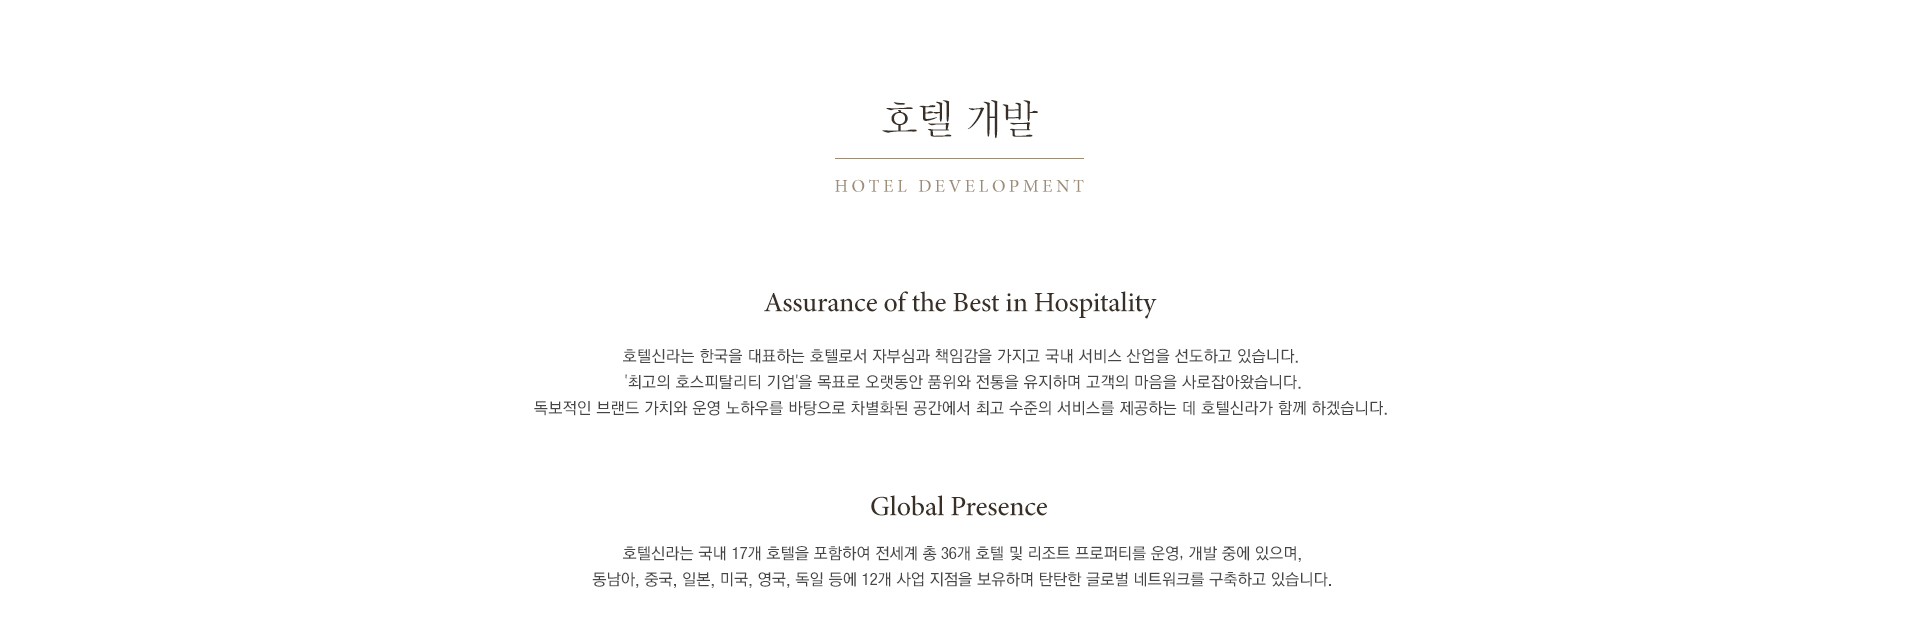 호텔 개발
HOTEL DEVELOPMENT
Assurance of the Best in Hospitality
호텔신라는 한국을 대표하는 호텔로서 자부심과 책임감을 가지고 국내 서비스 산업을 선도하고 있습니다.
'최고의 호스피탈리티 기업'을 목표로 오랫동안 품위와 전통을 유지하며 고객의 마음을 사로잡아왔습니다.
독보적인 브랜드 가치와 운영 노하우를 바탕으로 차별화된 공간에서 최고 수준의 서비스를 제공하는 데 호텔신라가 함께 하겠습니다.
Global Presence
호텔신라는 국내 17개 호텔을 포함하여 전세계 총 36개 호텔 및 리조트 프로퍼티를 운영, 개발 중에 있으며,
동남아, 중국, 일본, 미국, 영국, 독일 등에 12개 사업 지점을 보유하며 탄탄한 글로벌 네트워크를 구축하고 있습니다.